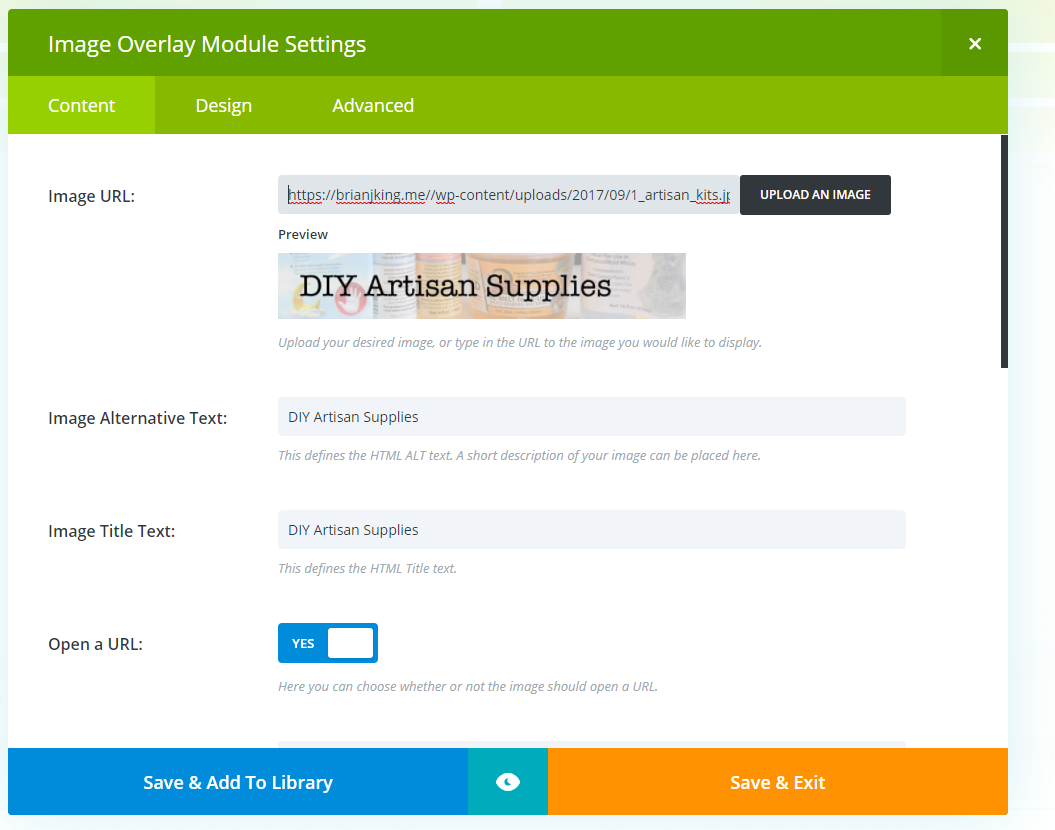 Image Overlay Module Settings
Content Design Advanced
Image URL: https://brianjking.me//wp-content/uploads/2017/09/1_artisan_kits.jp UPLOAD AN IMAGE
Preview
DIY Artisan Supplies
Upload your desired image, or type in the URL to the image you would like to display.
Image Alternative Text: DIY Artisan Supplies
This defines the HTML ALT text. A short description of your image can be placed here.
Image Title Text: DIY Artisan Supplies
This defines the HTML Title text.
Open a URL: YES
Here you can choose whether or not the image should open a URL.
Save & Add To Library Save & Exit